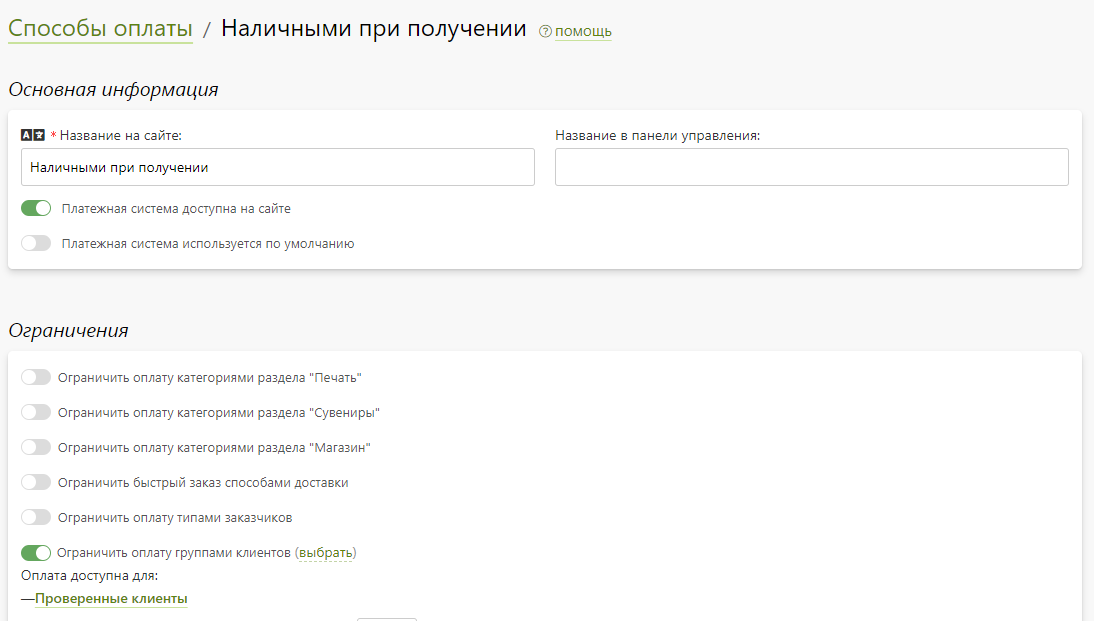 Способы оплаты / Наличными при получении ? помощь
Основная информация
A * Название на сайте:
Название в панели управления:
Наличными при получении
Платежная система доступна на сайте
Платежная система используется по умолчанию
Ограничения
Ограничить оплату категориями раздела "Печать"
Ограничить оплату категориями раздела "Сувениры"
Ограничить оплату категориями раздела "Магазин"
Ограничить быстрый заказ способами доставки
Ограничить оплату типами заказчиков
Ограничить оплату группами клиентов (выбрать)
Оплата доступна для:
—Проверенные клиенты